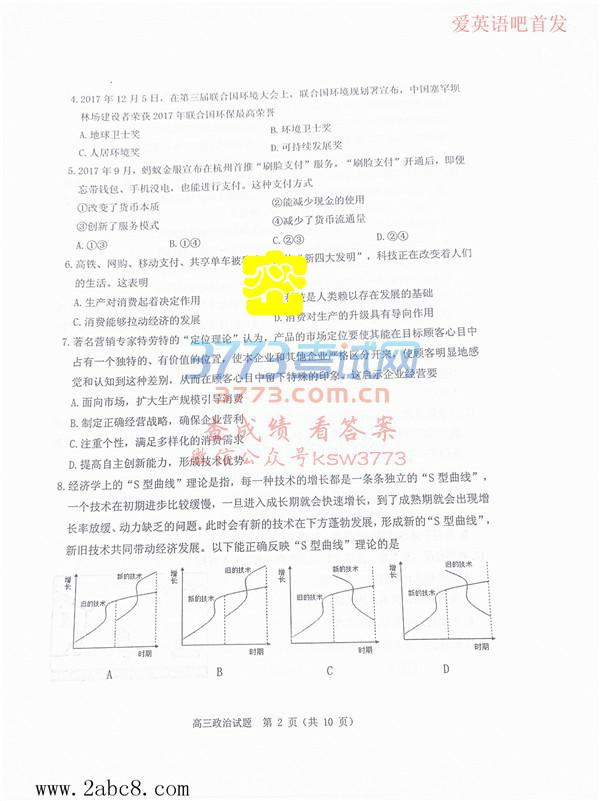 爱英语吧首发
4.2017年12月5日，在第三届联合国环境大会上，联合国环境规划署宣布，中国塞罕坝
林场建设者荣获2017年联合国环保最高荣誉
A.地球卫士奖 B.环境卫士奖
C.人居环境奖 D.可持续发展奖
5.2017年9月，蚂蚁金服宣布在杭州首推“刷脸支付”服务，“刷脸支付”开通后，即便
忘带钱包、手机没电，也能进行支付。这种支付方式
①改变了货币本质 ②能减少现金的使用
③创新了服务模式 ④减少了货币流通量
A.①③ B.①④ C.②③ D.②④
6.高铁、网购、移动支付、共享单车被 “新四大发明”，科技正在改变着人们
的生活。这表明
A.生产对消费起着决定作用 是人类赖以存在发展的基础
C.消费能够拉动经济的发展 D.消费对生产的升级具有导向作用
7.著名营销专家特劳特的“定位理论”认为，产品的市场定位要使其能在目标顾客心目中
占有一个独特的、有价值的位置，使本企业和其他企业严格区分开来，使顾客明显地感
觉和认知到这种差别，从而在顾客心目中留下特殊的印象。这启示企业经营要
A.面向市场，扩大生产规模引导消费
B.制定正确经营战略，确保企业营利
C.注重个性，满足多样化的消费需求
D.提高自主创新能力，形成技术优势
3773考试网
3773.com.cn
查成绩 看答案
微信公众号ksw3773
8.经济学上的“S型曲线”理论是指，每一种技术的增长都是一条条独立的“S型曲线”，
一个技术在初期进步比较缓慢，一旦进入成长期就会快速增长，到了成熟期就会出现增
长率放缓、动力缺乏的问题。此时会有新的技术在下方蓬勃发展，形成新的“S型曲线”，
新旧技术共同带动经济发展。以下能正确反映“S型曲线”理论的是
增长 新的技术 旧的技术 时期
增长 旧的技术 新的技术 时期
增长 新的技术 旧的技术 时期
增长 旧的技术 新的技术 时期
A B C D
高三政治试题 第2页（共10页）
www.2abc8.com